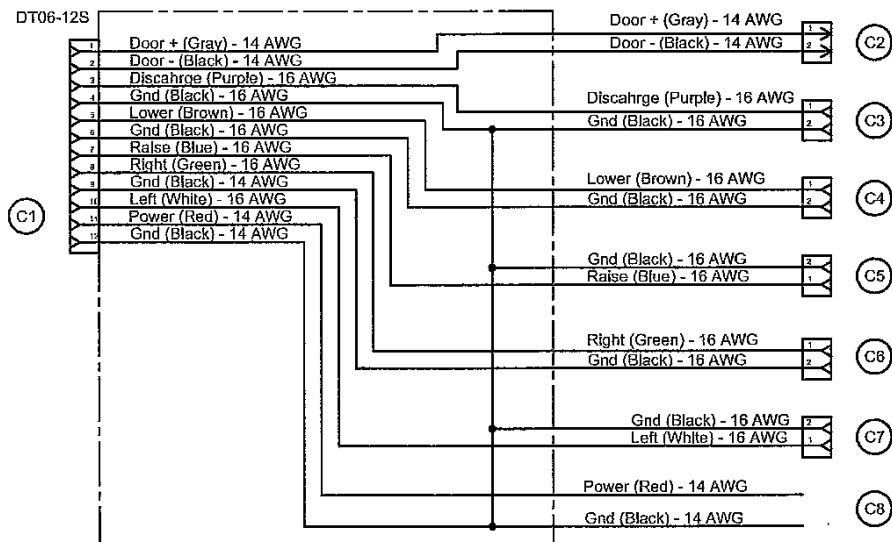 DT06-12S
1 Door + (Gray) - 14 AWG
2 Door - (Black) - 14 AWG
3 Discahrge (Purple) - 16 AWG
4 Gnd (Black) - 16 AWG
5 Lower (Brown) - 16 AWG
6 Gnd (Black) - 16 AWG
7 Raise (Blue) - 16 AWG
8 Right (Green) - 16 AWG
9 Gnd (Black) - 14 AWG
10 Left (White) - 16 AWG
11 Power (Red) - 14 AWG
12 Gnd (Black) - 14 AWG
C1
Door + (Gray) - 14 AWG 1
Door - (Black) - 14 AWG 2
C2
Discahrge (Purple) - 16 AWG 1
Gnd (Black) - 16 AWG 2
C3
Lower (Brown) - 16 AWG 1
Gnd (Black) - 16 AWG 2
C4
Gnd (Black) - 16 AWG 2
Raise (Blue) - 16 AWG 1
C5
Right (Green) - 16 AWG 1
Gnd (Black) - 16 AWG 2
C6
Gnd (Black) - 16 AWG 2
Left (White) - 16 AWG 1
C7
Power (Red) - 14 AWG
Gnd (Black) - 14 AWG
C8